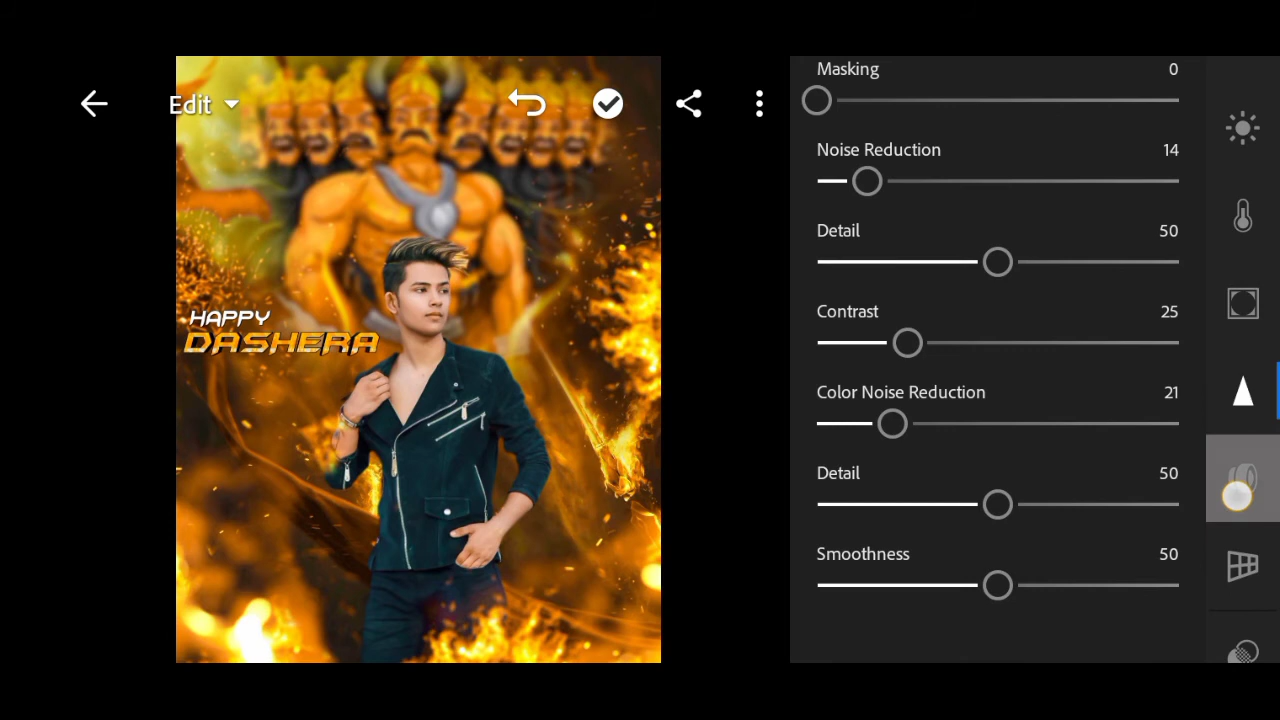 Edit
HAPPY
DASHERA
Masking 0
Noise Reduction 14
Detail 50
Contrast 25
Color Noise Reduction 21
Detail 50
Smoothness 50